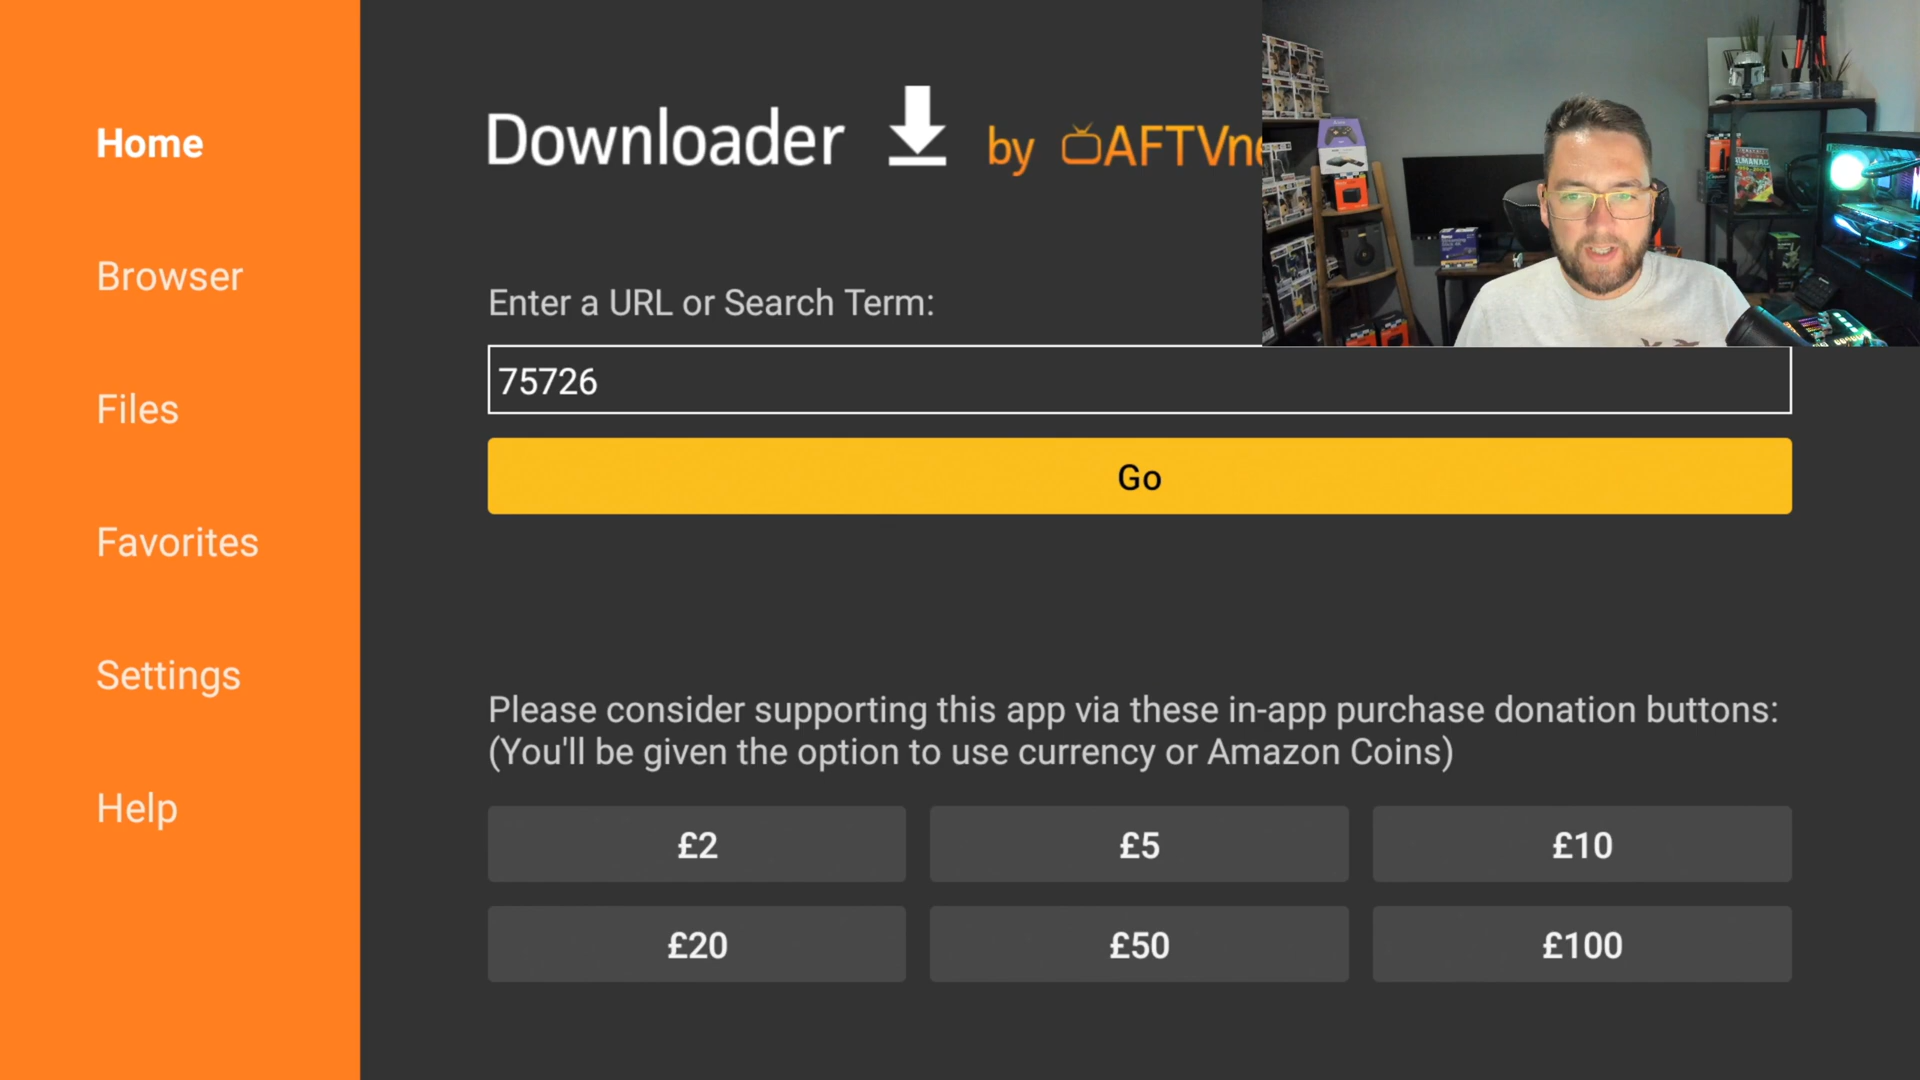 Home
Browser
Files
Favorites
Settings
Help
Downloader by AFTVn
Enter a URL or Search Term:
75726
Go
Please consider supporting this app via these in-app purchase donation buttons:
(You'll be given the option to use currency or Amazon Coins)
£2 £5 £10
£20 £50 £100
ALMANAC